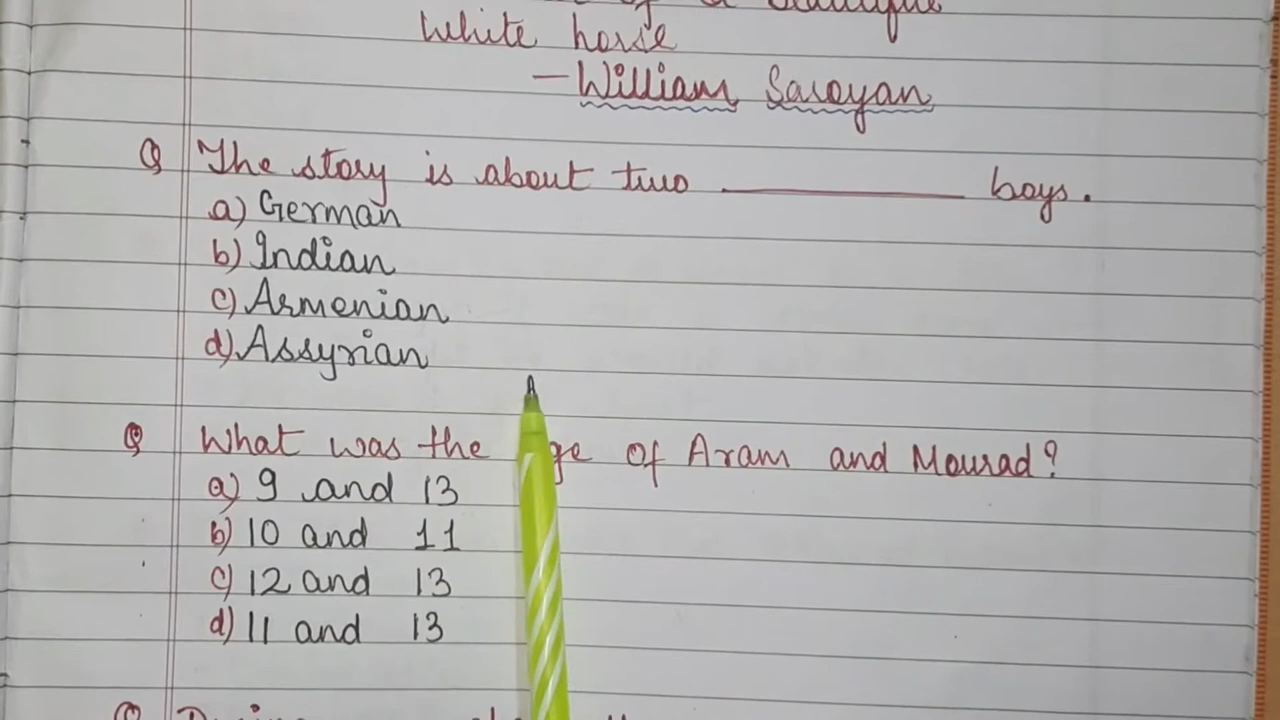 of a
White horse
— William Saroyan
Q The story is about two ________ boys.
a) German
b) Indian
c) Armenian
d) Assyrian
Q What was the ge of Aram and Mourad?
a) 9 and 13
b) 10 and 11
c) 12 and 13
d) 11 and 13
Q